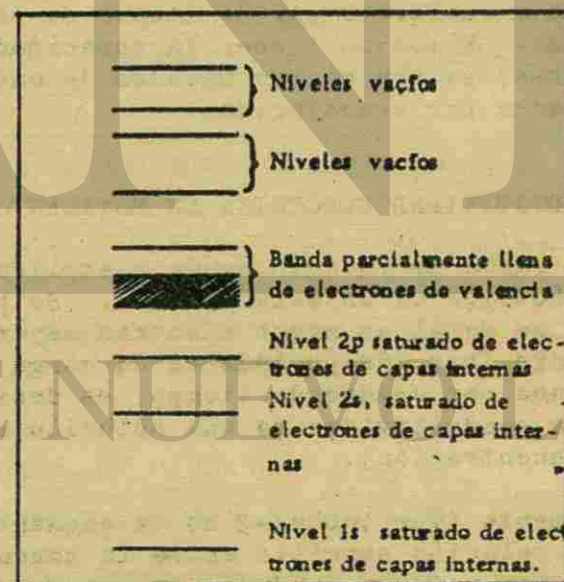 Niveles vacíos
Niveles vacíos
Banda parcialmente llena
de electrones de valencia
Nivel 2p saturado de elec-
trones de capas internas
Nivel 2s, saturado de
electrones de capas inter-
nas
Nivel 1s saturado de elec
trones de capas internas.